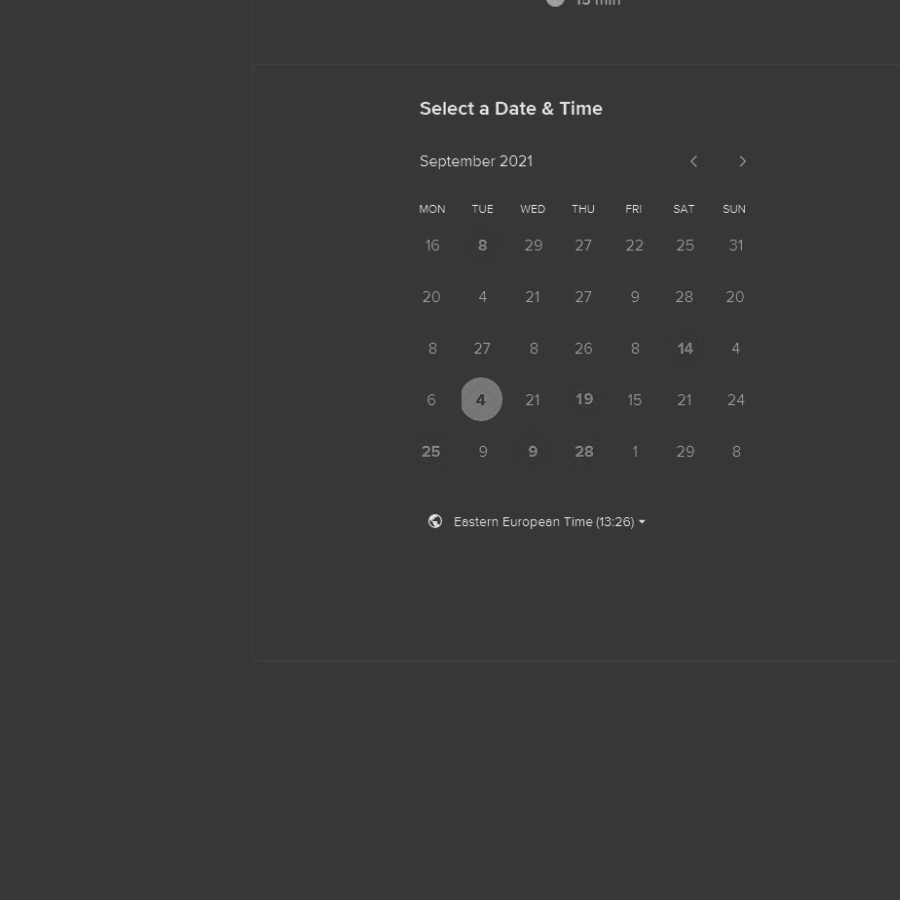 15 min
Select a Date & Time
September 2021
MON TUE WED THU FRI SAT SUN
16 8 29 27 22 25 31
20 4 21 27 9 28 20
8 27 8 26 8 14 4
6 4 21 19 15 21 24
25 9 9 28 1 29 8
Eastern European Time (13:26)